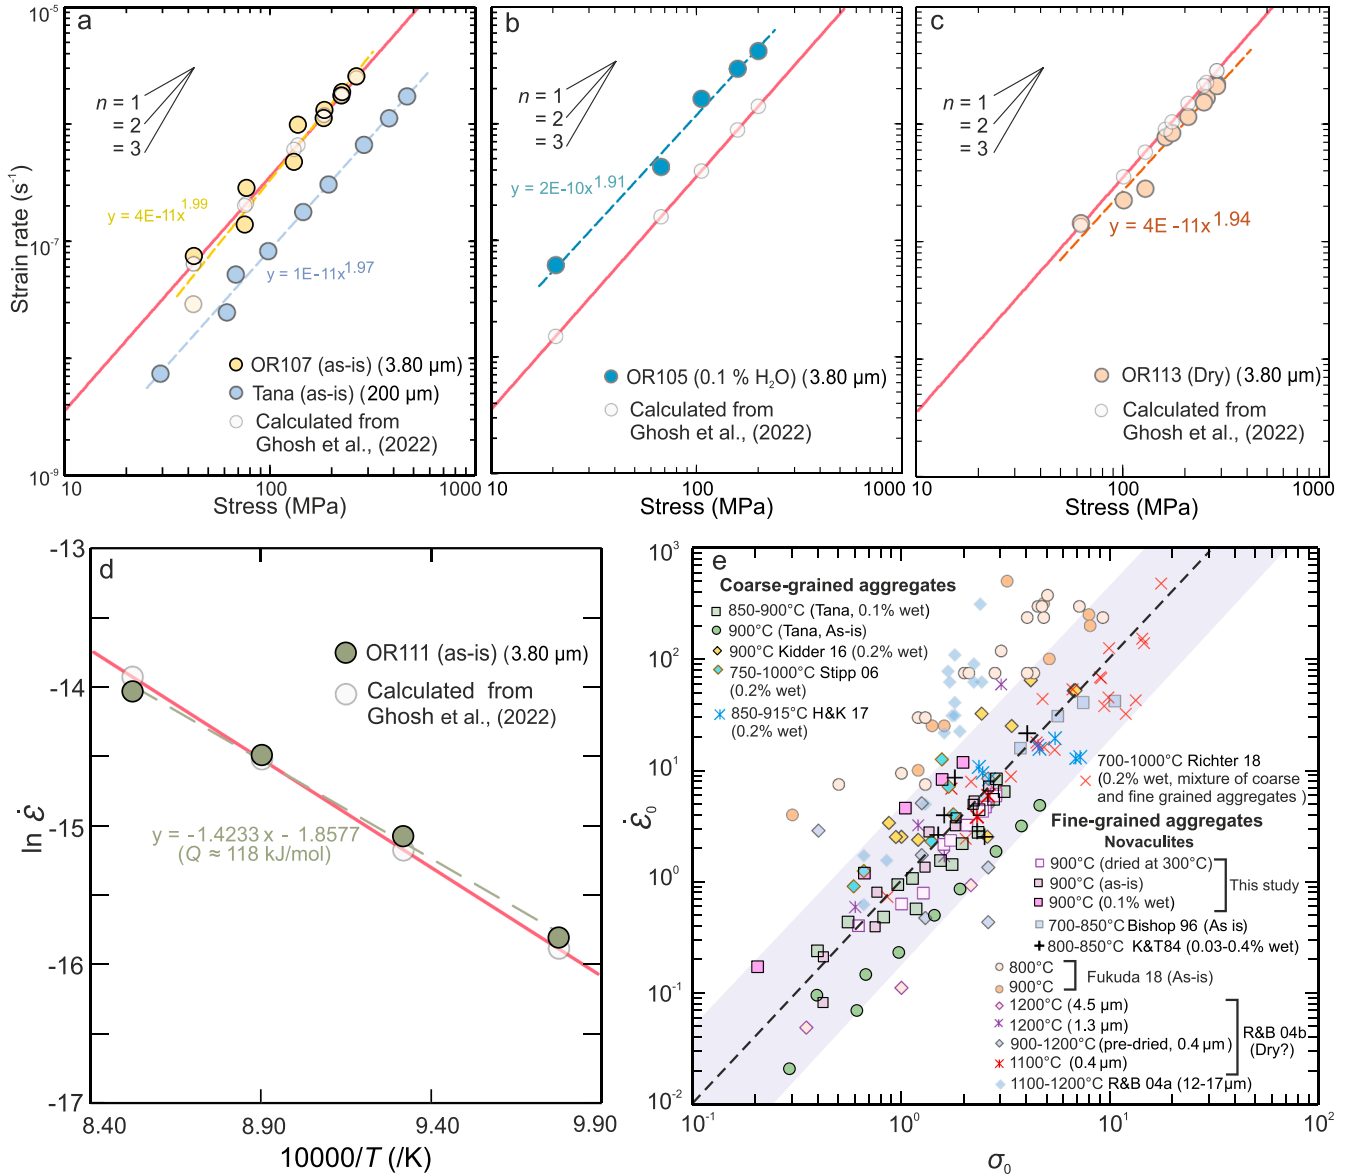 a
10⁻⁵
10⁻⁷
10⁻⁹
Strain rate (s⁻¹)
n = 1
= 2
= 3
y = 4E-11x^1.99
y = 1E-11x^1.97
OR107 (as-is) (3.80 µm)
Tana (as-is) (200 µm)
Calculated from
Ghosh et al., (2022)
10 100 1000
Stress (MPa)
b
n = 1
= 2
= 3
y = 2E-10x^1.91
OR105 (0.1 % H₂O) (3.80 µm)
Calculated from
Ghosh et al., (2022)
10 100 1000
Stress (MPa)
c
n = 1
= 2
= 3
y = 4E -11x^1.94
OR113 (Dry) (3.80 µm)
Calculated from
Ghosh et al., (2022)
10 100 1000
Stress (MPa)
d
-13
-14
-15
-16
-17
ln ε̇
OR111 (as-is) (3.80 µm)
Calculated from
Ghosh et al., (2022)
y = -1.4233 x - 1.8577
(Q ≈ 118 kJ/mol)
8.40 8.90 9.40 9.90
10000/T (/K)
e
10³
10²
10¹
10⁰
10⁻¹
10⁻²
ε̇₀
Coarse-grained aggregates
850-900°C (Tana, 0.1% wet)
900°C (Tana, As-is)
900°C Kidder 16 (0.2% wet)
750-1000°C Stipp 06
(0.2% wet)
850-915°C H&K 17
(0.2% wet)
700-1000°C Richter 18
(0.2% wet, mixture of coarse
and fine grained aggregates )
Fine-grained aggregates
Novaculites
900°C (dried at 300°C)
900°C (as-is)
900°C (0.1% wet)
This study
700-850°C Bishop 96 (As is)
800-850°C K&T84 (0.03-0.4% wet)
800°C
900°C
Fukuda 18 (As-is)
1200°C (4.5 µm)
1200°C (1.3 µm)
900-1200°C (pre-dried, 0.4 µm)
1100°C (0.4 µm)
R&B 04b
(Dry?)
1100-1200°C R&B 04a (12-17µm)
10⁻¹ 10⁰ 10¹ 10²
σ₀